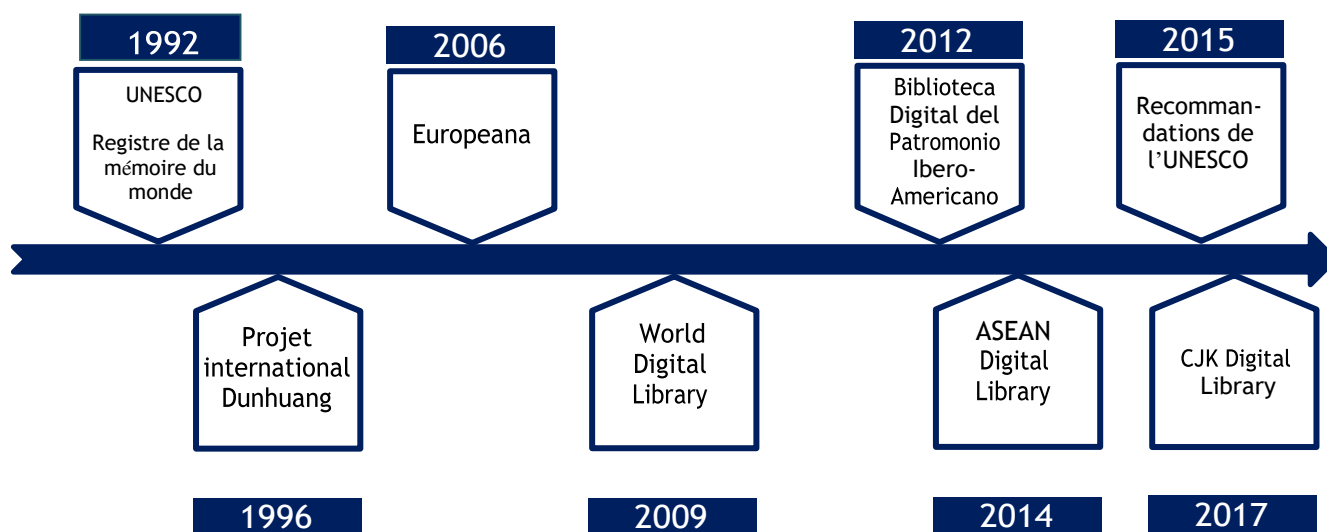 1992
UNESCO
Registre de la
mémoire du
monde
2006
Europeana
2012
Biblioteca
Digital del
Patromonio
Ibero-
Americano
2015
Recomman-
dations de
l’UNESCO
Projet
international
Dunhuang
1996
World
Digital
Library
2009
ASEAN
Digital
Library
2014
CJK Digital
Library
2017